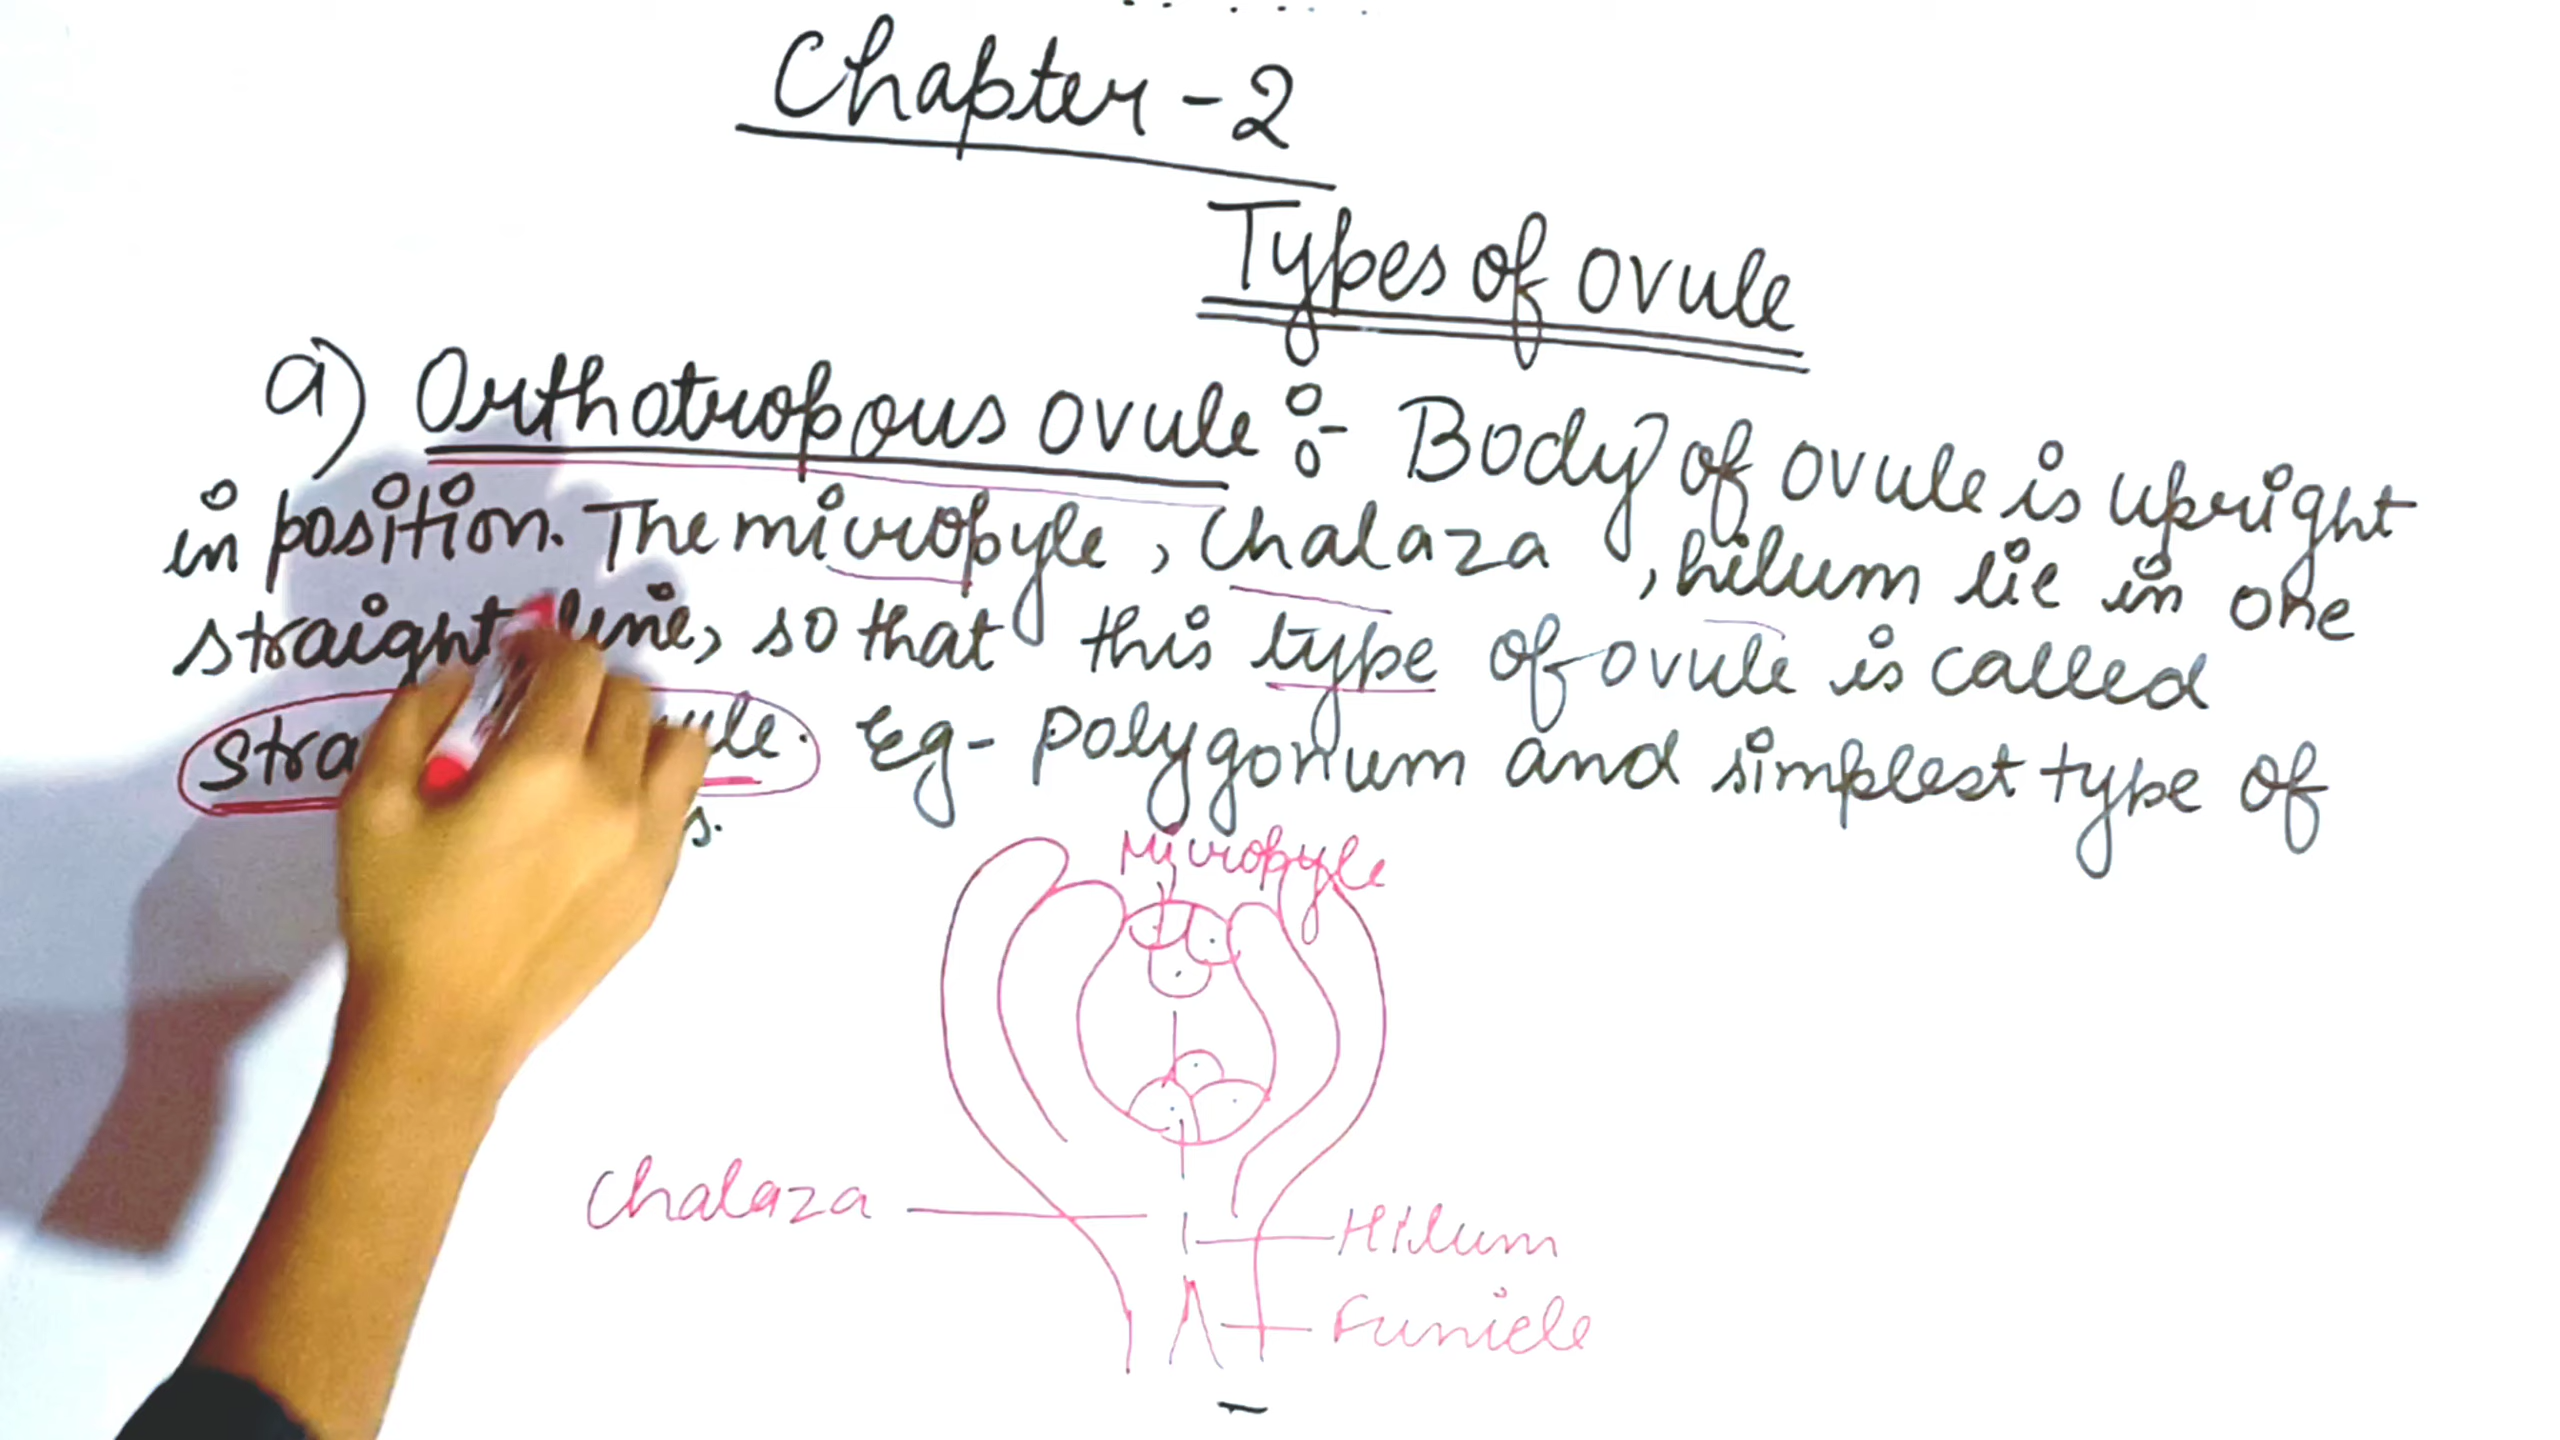 Chapter - 2
Types of ovule
a) Orthotropous ovule :- Body of ovule is upright
in position. The micropyle, Chalaza, hilum lie in one
straight line, so that this type of ovule is called
Eg- Polygonum and simplest type of
Micropyle
Chalaza
Hilum
Funicle